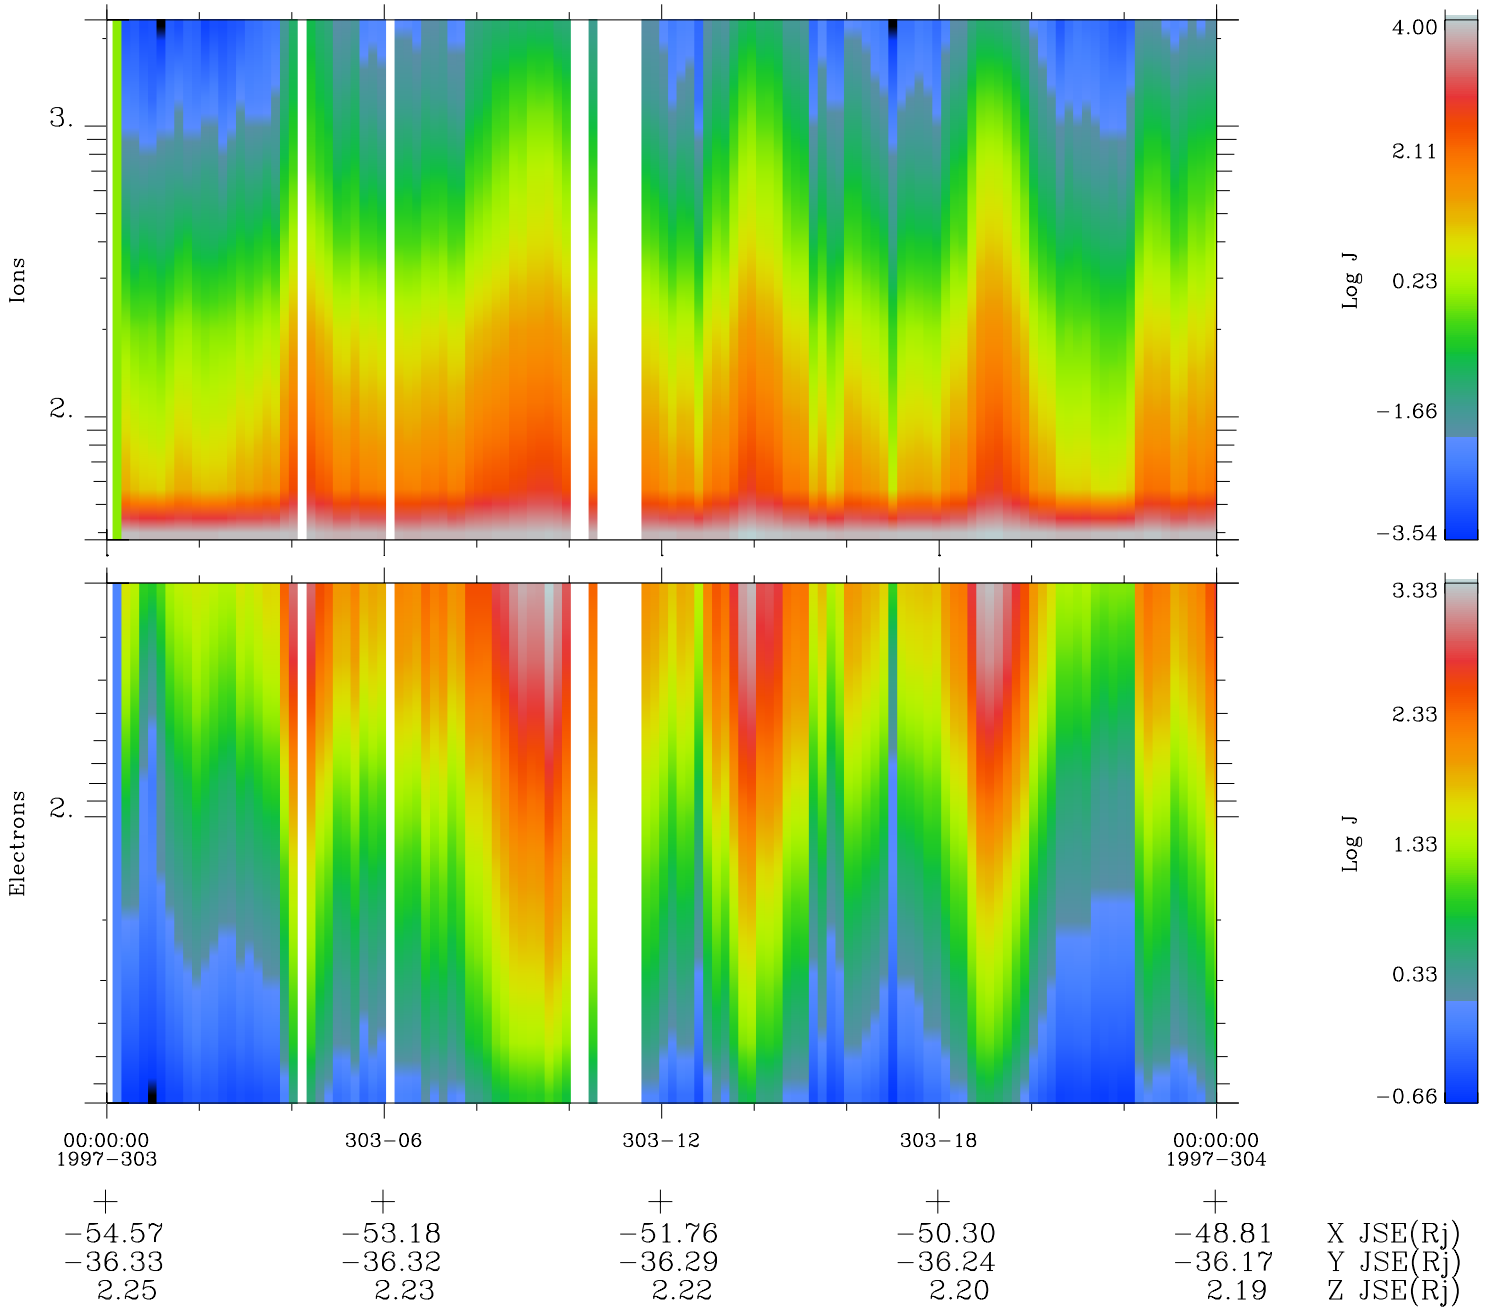 3.
2.
Ions
4.00
2.11
0.23
−1.66
−3.54
Log J
2.
Electrons
3.33
2.33
1.33
0.33
−0.66
Log J
00:00:00 303−06 303−12 303−18 00:00:00
1997−303 1997−304
−54.57 −53.18 −51.76 −50.30 −48.81 X JSE(Rj)
−36.33 −36.32 −36.29 −36.24 −36.17 Y JSE(Rj)
2.25 2.23 2.22 2.20 2.19 Z JSE(Rj)